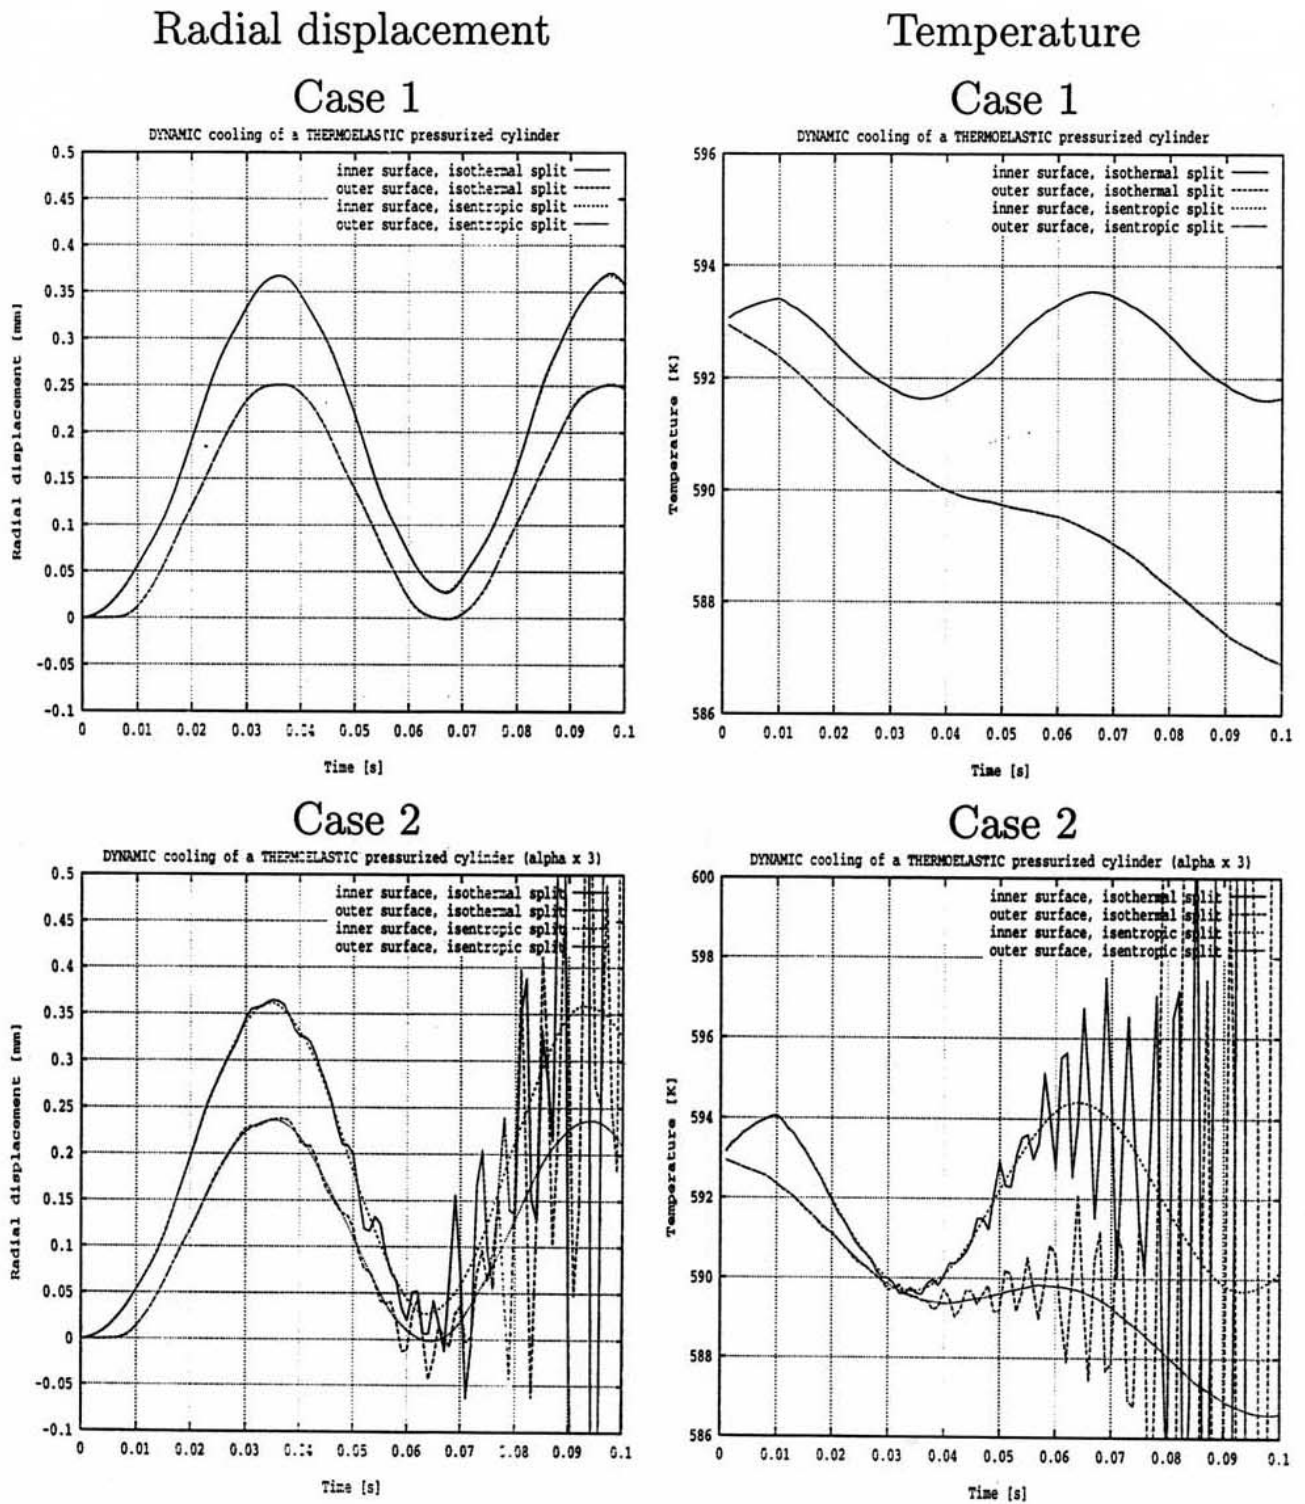 Radial displacement
Temperature
Case 1
DYNAMIC cooling of a THERMOELASTIC pressurized cylinder
inner surface, isothermal split
outer surface, isothermal split
inner surface, isentropic split
outer surface, isentropic split
0.5
0.45
0.4
0.35
0.3
0.25
0.2
0.15
0.1
0.05
0
-0.05
-0.1
Radial displacement [mm]
0 0.01 0.02 0.03 0.04 0.05 0.06 0.07 0.08 0.09 0.1
Time [s]
Case 1
DYNAMIC cooling of a THERMOELASTIC pressurized cylinder
inner surface, isothermal split
outer surface, isothermal split
inner surface, isentropic split
outer surface, isentropic split
596
594
592
590
588
586
Temperature [K]
0 0.01 0.02 0.03 0.04 0.05 0.06 0.07 0.08 0.09 0.1
Time [s]
Case 2
DYNAMIC cooling of a THERMOELASTIC pressurized cylinder (alpha x 3)
inner surface, isothermal split
outer surface, isothermal split
inner surface, isentropic split
outer surface, isentropic split
0.5
0.45
0.4
0.35
0.3
0.25
0.2
0.15
0.1
0.05
0
-0.05
-0.1
Radial displacement [mm]
0 0.01 0.02 0.03 0.04 0.05 0.06 0.07 0.08 0.09 0.1
Time [s]
Case 2
DYNAMIC cooling of a THERMOELASTIC pressurized cylinder (alpha x 3)
inner surface, isothermal split
outer surface, isothermal split
inner surface, isentropic split
outer surface, isentropic split
600
598
596
594
592
590
588
586
Temperature [K]
0 0.01 0.02 0.03 0.04 0.05 0.06 0.07 0.08 0.09 0.1
Time [s]